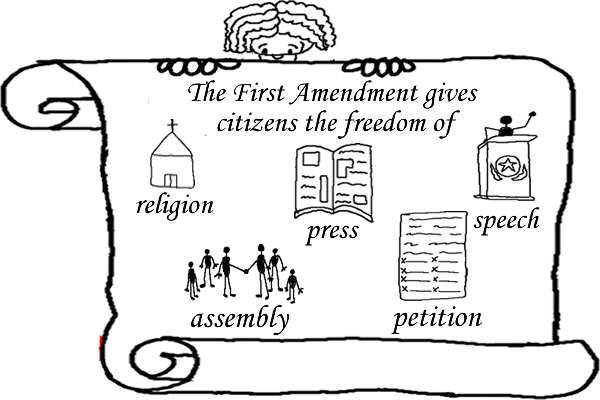 The First Amendment gives
citizens the freedom of
religion
press
speech
assembly
petition